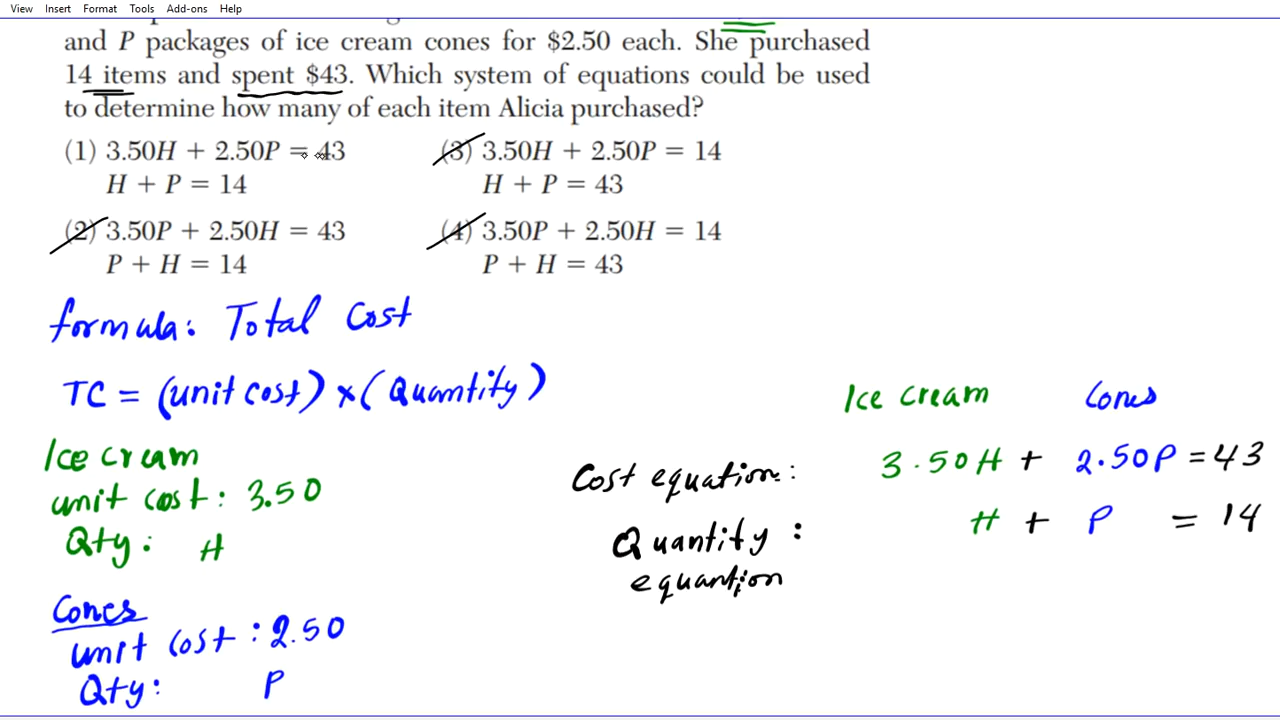 View Insert Format Tools Add-ons Help
and P packages of ice cream cones for $2.50 each. She purchased
14 items and spent $43. Which system of equations could be used
to determine how many of each item Alicia purchased?
(1) 3.50H + 2.50P = 43
H + P = 14
(3) 3.50H + 2.50P = 14
H + P = 43
(2) 3.50P + 2.50H = 43
P + H = 14
(4) 3.50P + 2.50H = 14
P + H = 43
formula: Total Cost
TC = (unit cost) × (Quantity)
Ice cream
unit cost: 3.50
Qty: H
Cones
unit cost: 2.50
Qty: P
Ice cream Cones
Cost equation: 3.50H + 2.50P = 43
Quantity: H + P = 14
equantion